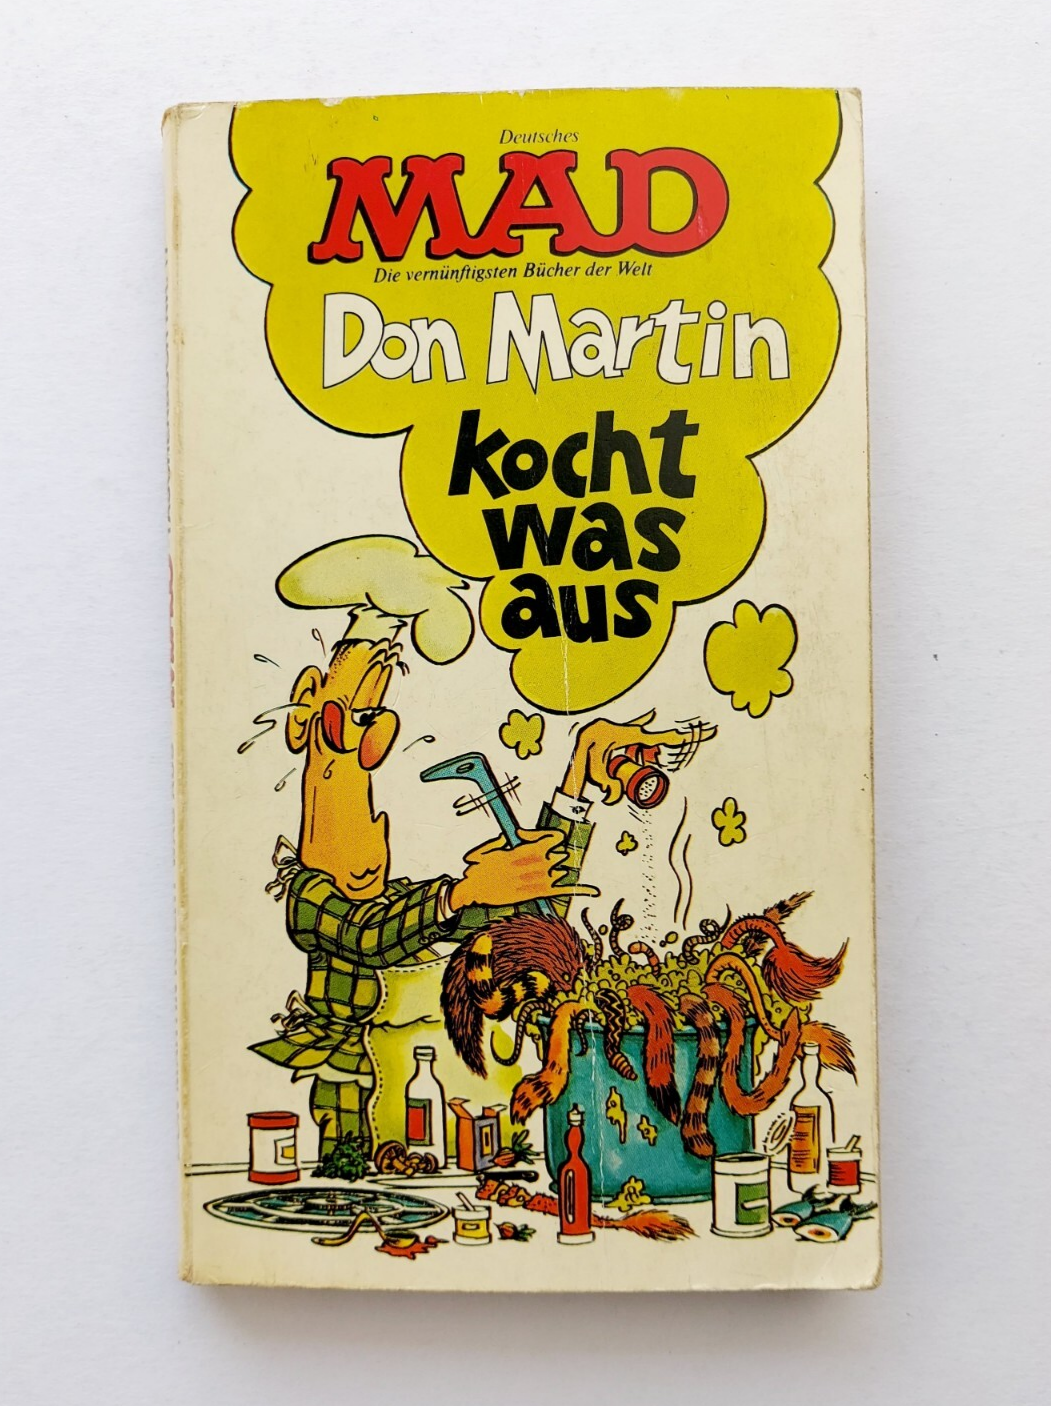 Deutsches
MAD
Die vernünftigsten Bücher der Welt
Don Martin
kocht
was
aus